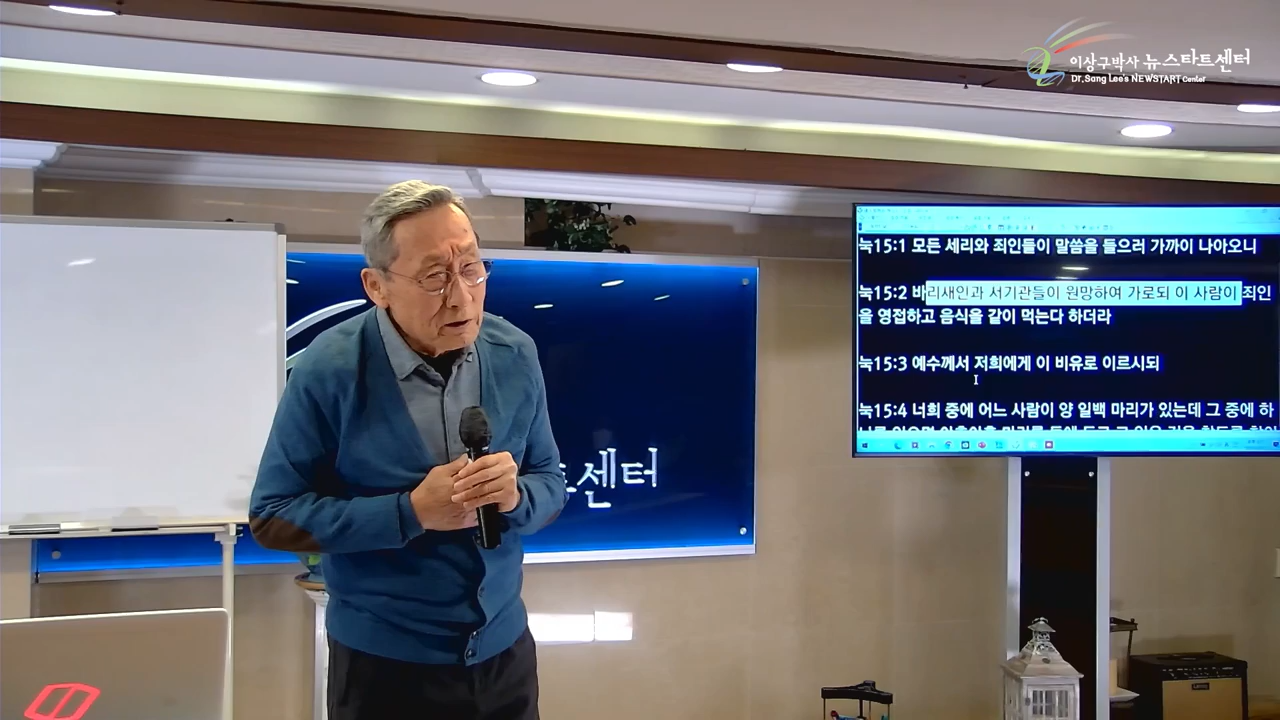 이상구박사 뉴스타트센터
Dr. Sang Lee's NEWSTART Center
눅15:1 모든 세리와 죄인들이 말씀을 들으러 가까이 나아오니
눅15:2 바리새인과 서기관들이 원망하여 가로되 이 사람이 죄인
을 영접하고 음식을 같이 먹는다 하더라
눅15:3 예수께서 저희에게 이 비유로 이르시되
눅15:4 너희 중에 어느 사람이 양 일백 마리가 있는데 그 중에 하
센터